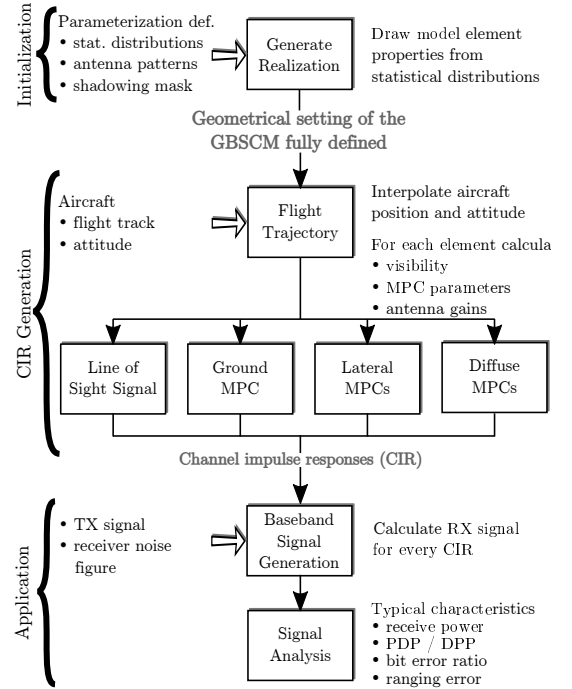 Initialization
Parameterization def.
• stat. distributions
• antenna patterns
• shadowing mask
Generate
Realization
Draw model element
properties from
statistical distributions
Geometrical setting of the
GBSCM fully defined
CIR Generation
Aircraft
• flight track
• attitude
Flight
Trajectory
Interpolate aircraft
position and attitude
For each element calcula
• visibility
• MPC parameters
• antenna gains
Line of
Sight Signal
Ground
MPC
Lateral
MPCs
Diffuse
MPCs
Channel impulse responses (CIR)
Application
• TX signal
• receiver noise
figure
Baseband
Signal
Generation
Calculate RX signal
for every CIR
Signal
Analysis
Typical characteristics
• receive power
• PDP / DPP
• bit error ratio
• ranging error